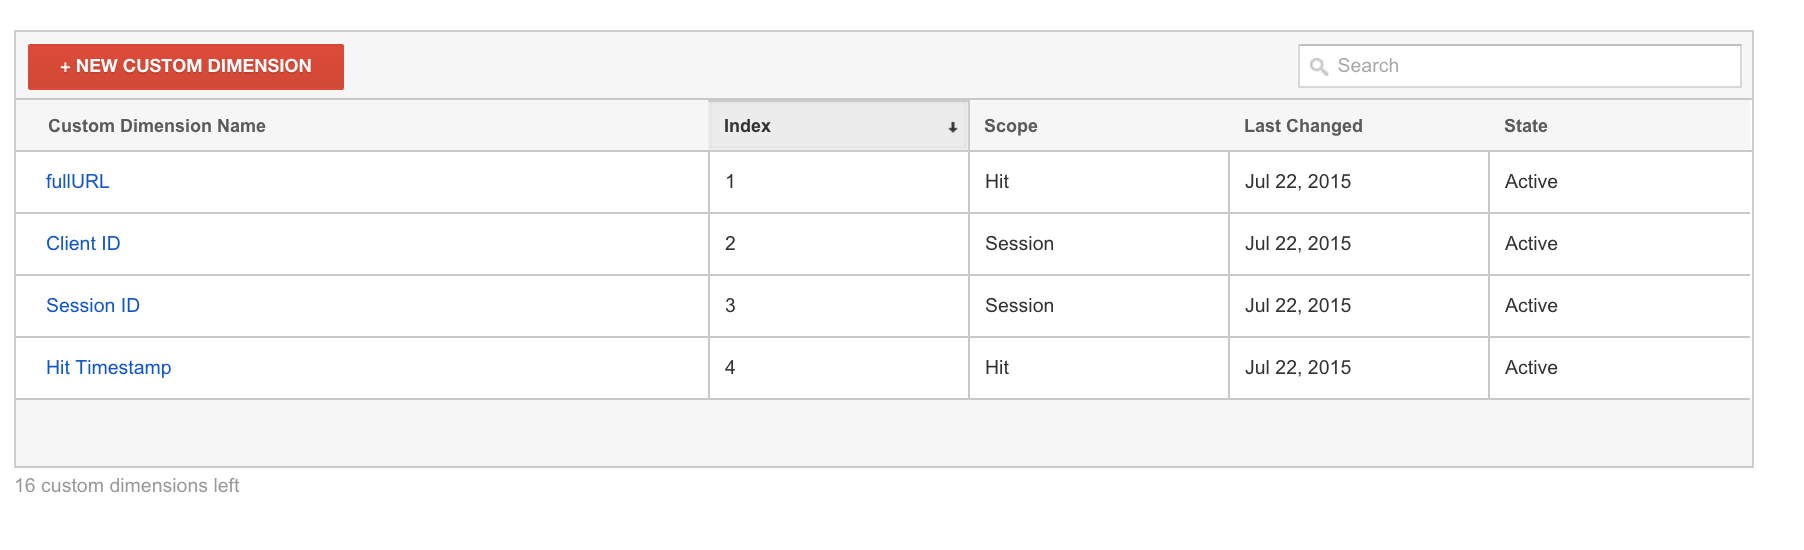 + NEW CUSTOM DIMENSION Search
Custom Dimension Name Index Scope Last Changed State
fullURL 1 Hit Jul 22, 2015 Active
Client ID 2 Session Jul 22, 2015 Active
Session ID 3 Session Jul 22, 2015 Active
Hit Timestamp 4 Hit Jul 22, 2015 Active
16 custom dimensions left